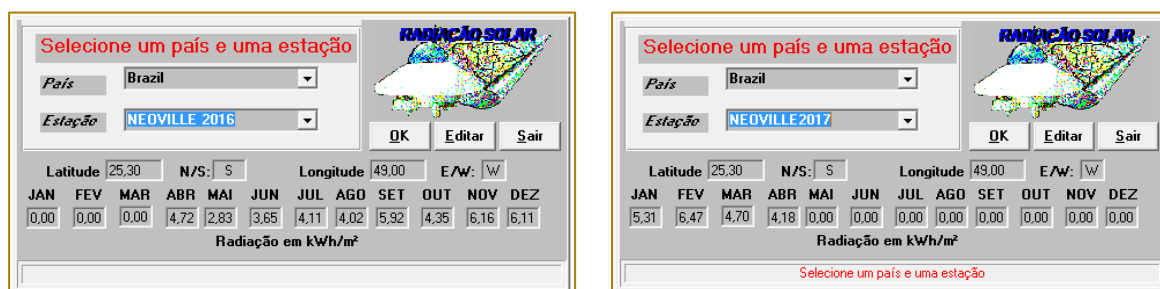 RADIAÇÃO SOLAR
Selecione um país e uma estação
País Brazil
Estação NEOVILLE 2016
OK Editar Sair
Latitude 25,30 N/S: S Longitude 49,00 E/W: W
JAN FEV MAR ABR MAI JUN JUL AGO SET OUT NOV DEZ
0,00 0,00 0,00 4,72 2,83 3,65 4,11 4,02 5,92 4,35 6,16 6,11
Radiação em kWh/m²
RADIAÇÃO SOLAR
Selecione um país e uma estação
País Brazil
Estação NEOVILLE2017
OK Editar Sair
Latitude 25,30 N/S: S Longitude 49,00 E/W: W
JAN FEV MAR ABR MAI JUN JUL AGO SET OUT NOV DEZ
5,31 6,47 4,70 4,18 0,00 0,00 0,00 0,00 0,00 0,00 0,00 0,00
Radiação em kWh/m²
Selecione um país e uma estação